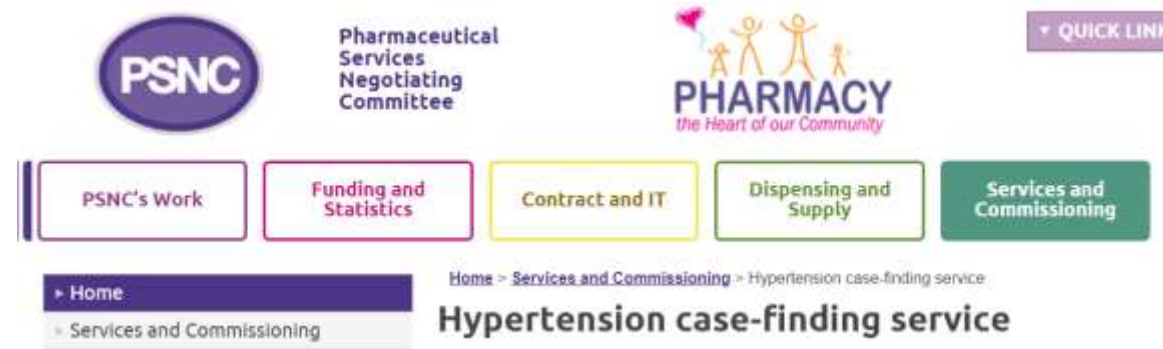 PSNC
Pharmaceutical
Services
Negotiating
Committee
PHARMACY
the Heart of our Community
QUICK LINK
PSNC's Work
Funding and
Statistics
Contract and IT
Dispensing and
Supply
Services and
Commissioning
Home
Services and Commissioning
Home > Services and Commissioning > Hypertension case-finding service
Hypertension case-finding service